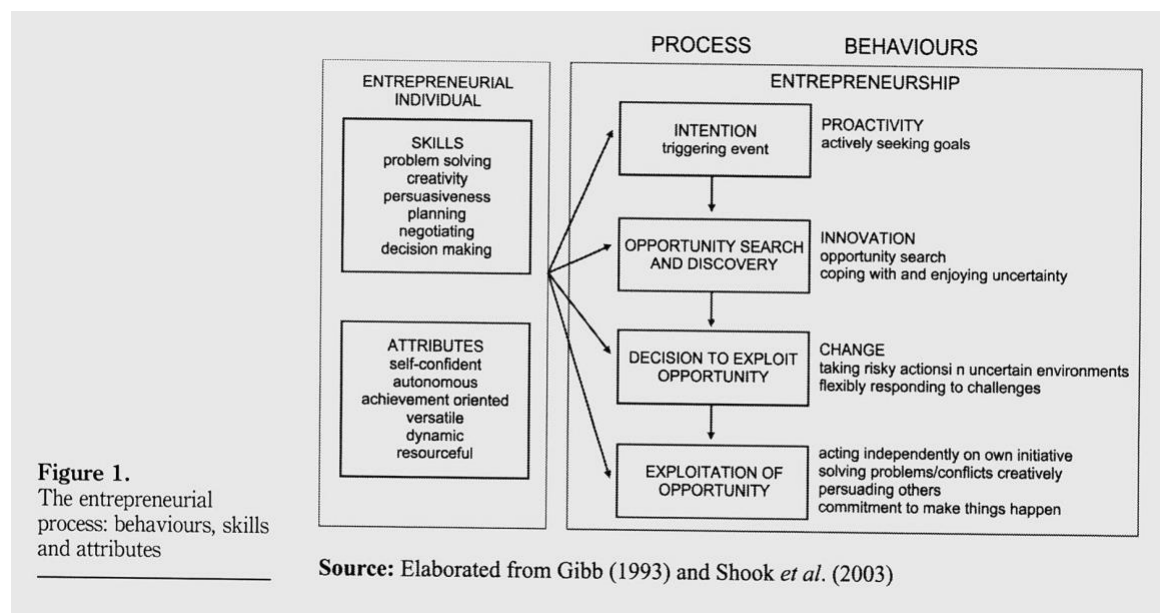 PROCESS BEHAVIOURS
ENTREPRENEURIAL
INDIVIDUAL
SKILLS
problem solving
creativity
persuasiveness
planning
negotiating
decision making
ATTRIBUTES
self-confident
autonomous
achievement oriented
versatile
dynamic
resourceful
ENTREPRENEURSHIP
INTENTION
triggering event
PROACTIVITY
actively seeking goals
OPPORTUNITY SEARCH
AND DISCOVERY
INNOVATION
opportunity search
coping with and enjoying uncertainty
DECISION TO EXPLOIT
OPPORTUNITY
CHANGE
taking risky actionsi n uncertain environments
flexibly responding to challenges
EXPLOITATION OF
OPPORTUNITY
acting independently on own initiative
solving problems/conflicts creatively
persuading others
commitment to make things happen
Figure 1.
The entrepreneurial
process: behaviours, skills
and attributes
Source: Elaborated from Gibb (1993) and Shook et al. (2003)